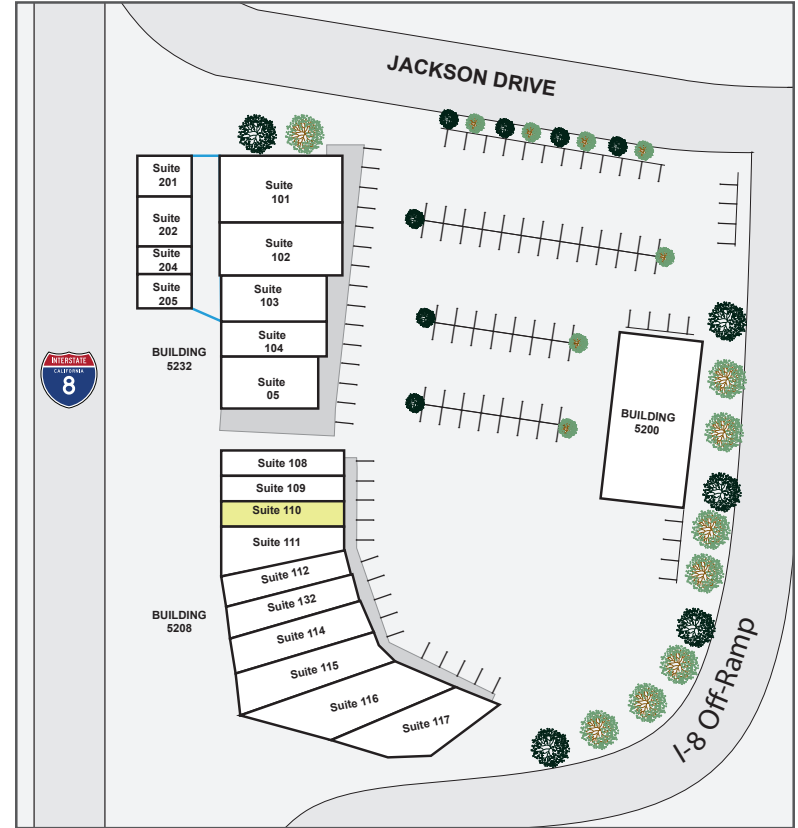 JACKSON DRIVE
Suite
201
Suite
202
Suite
204
Suite
205
Suite
101
Suite
102
Suite
103
Suite
104
Suite
05
BUILDING
5232
INTERSTATE
CALIFORNIA
8
BUILDING
5200
Suite 108
Suite 109
Suite 110
Suite 111
Suite 112
Suite 132
Suite 114
Suite 115
Suite 116
Suite 117
BUILDING
5208
I-8 Off-Ramp